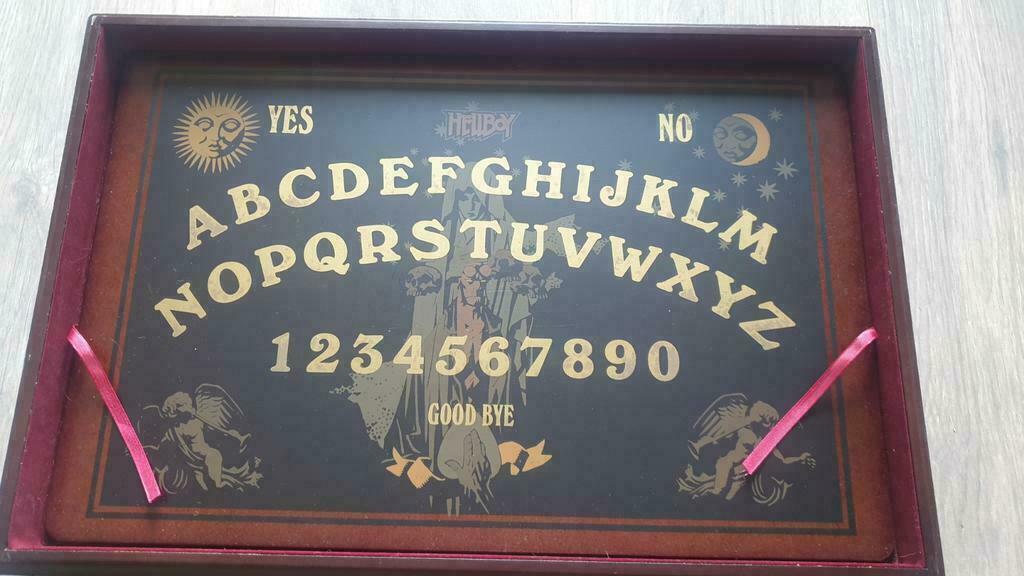 YES HELLBOY NO
ABCDEFGHIJKLM
NOPQRSTUVWXYZ
1234567890
GOOD BYE